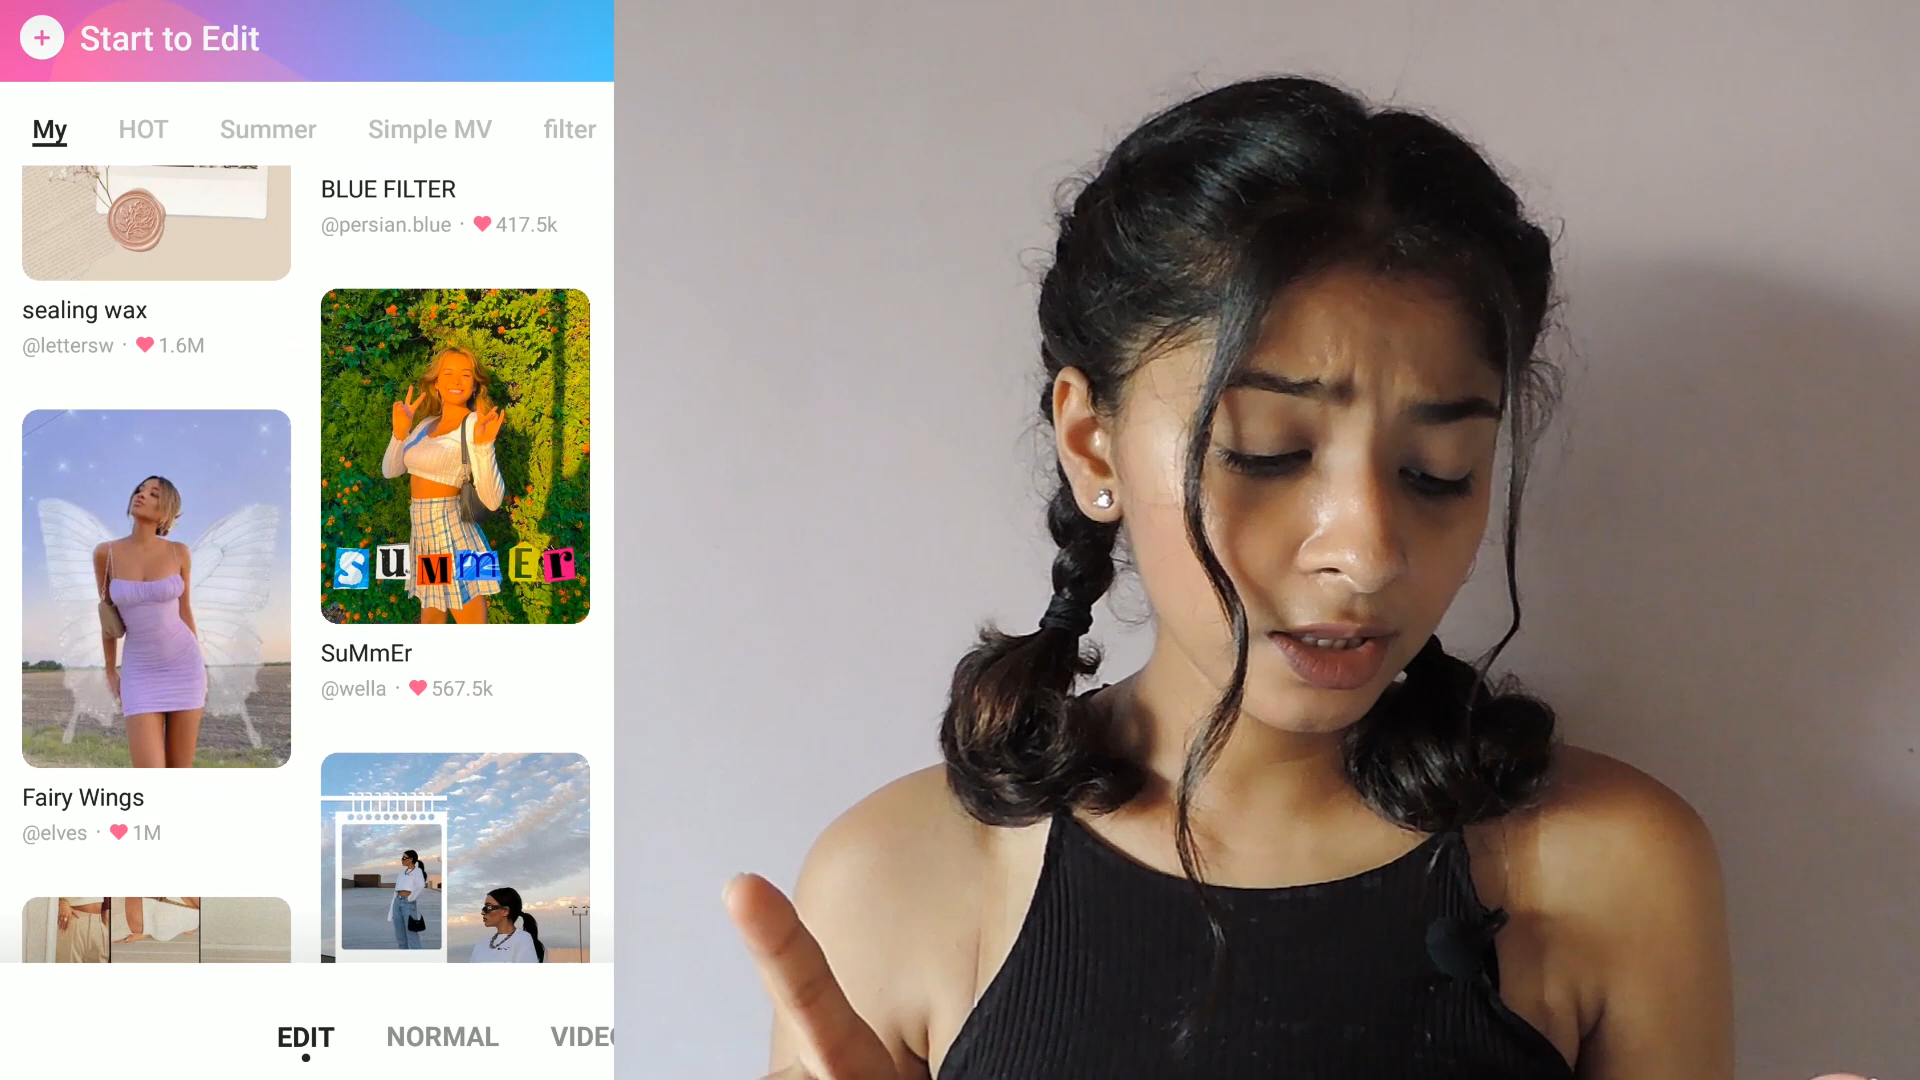 Start to Edit
My HOT Summer Simple MV filter
BLUE FILTER
@persian.blue · 417.5k
sealing wax
@lettersw · 1.6M
SuMmEr
SuMmEr
@wella · 567.5k
Fairy Wings
@elves · 1M
EDIT NORMAL